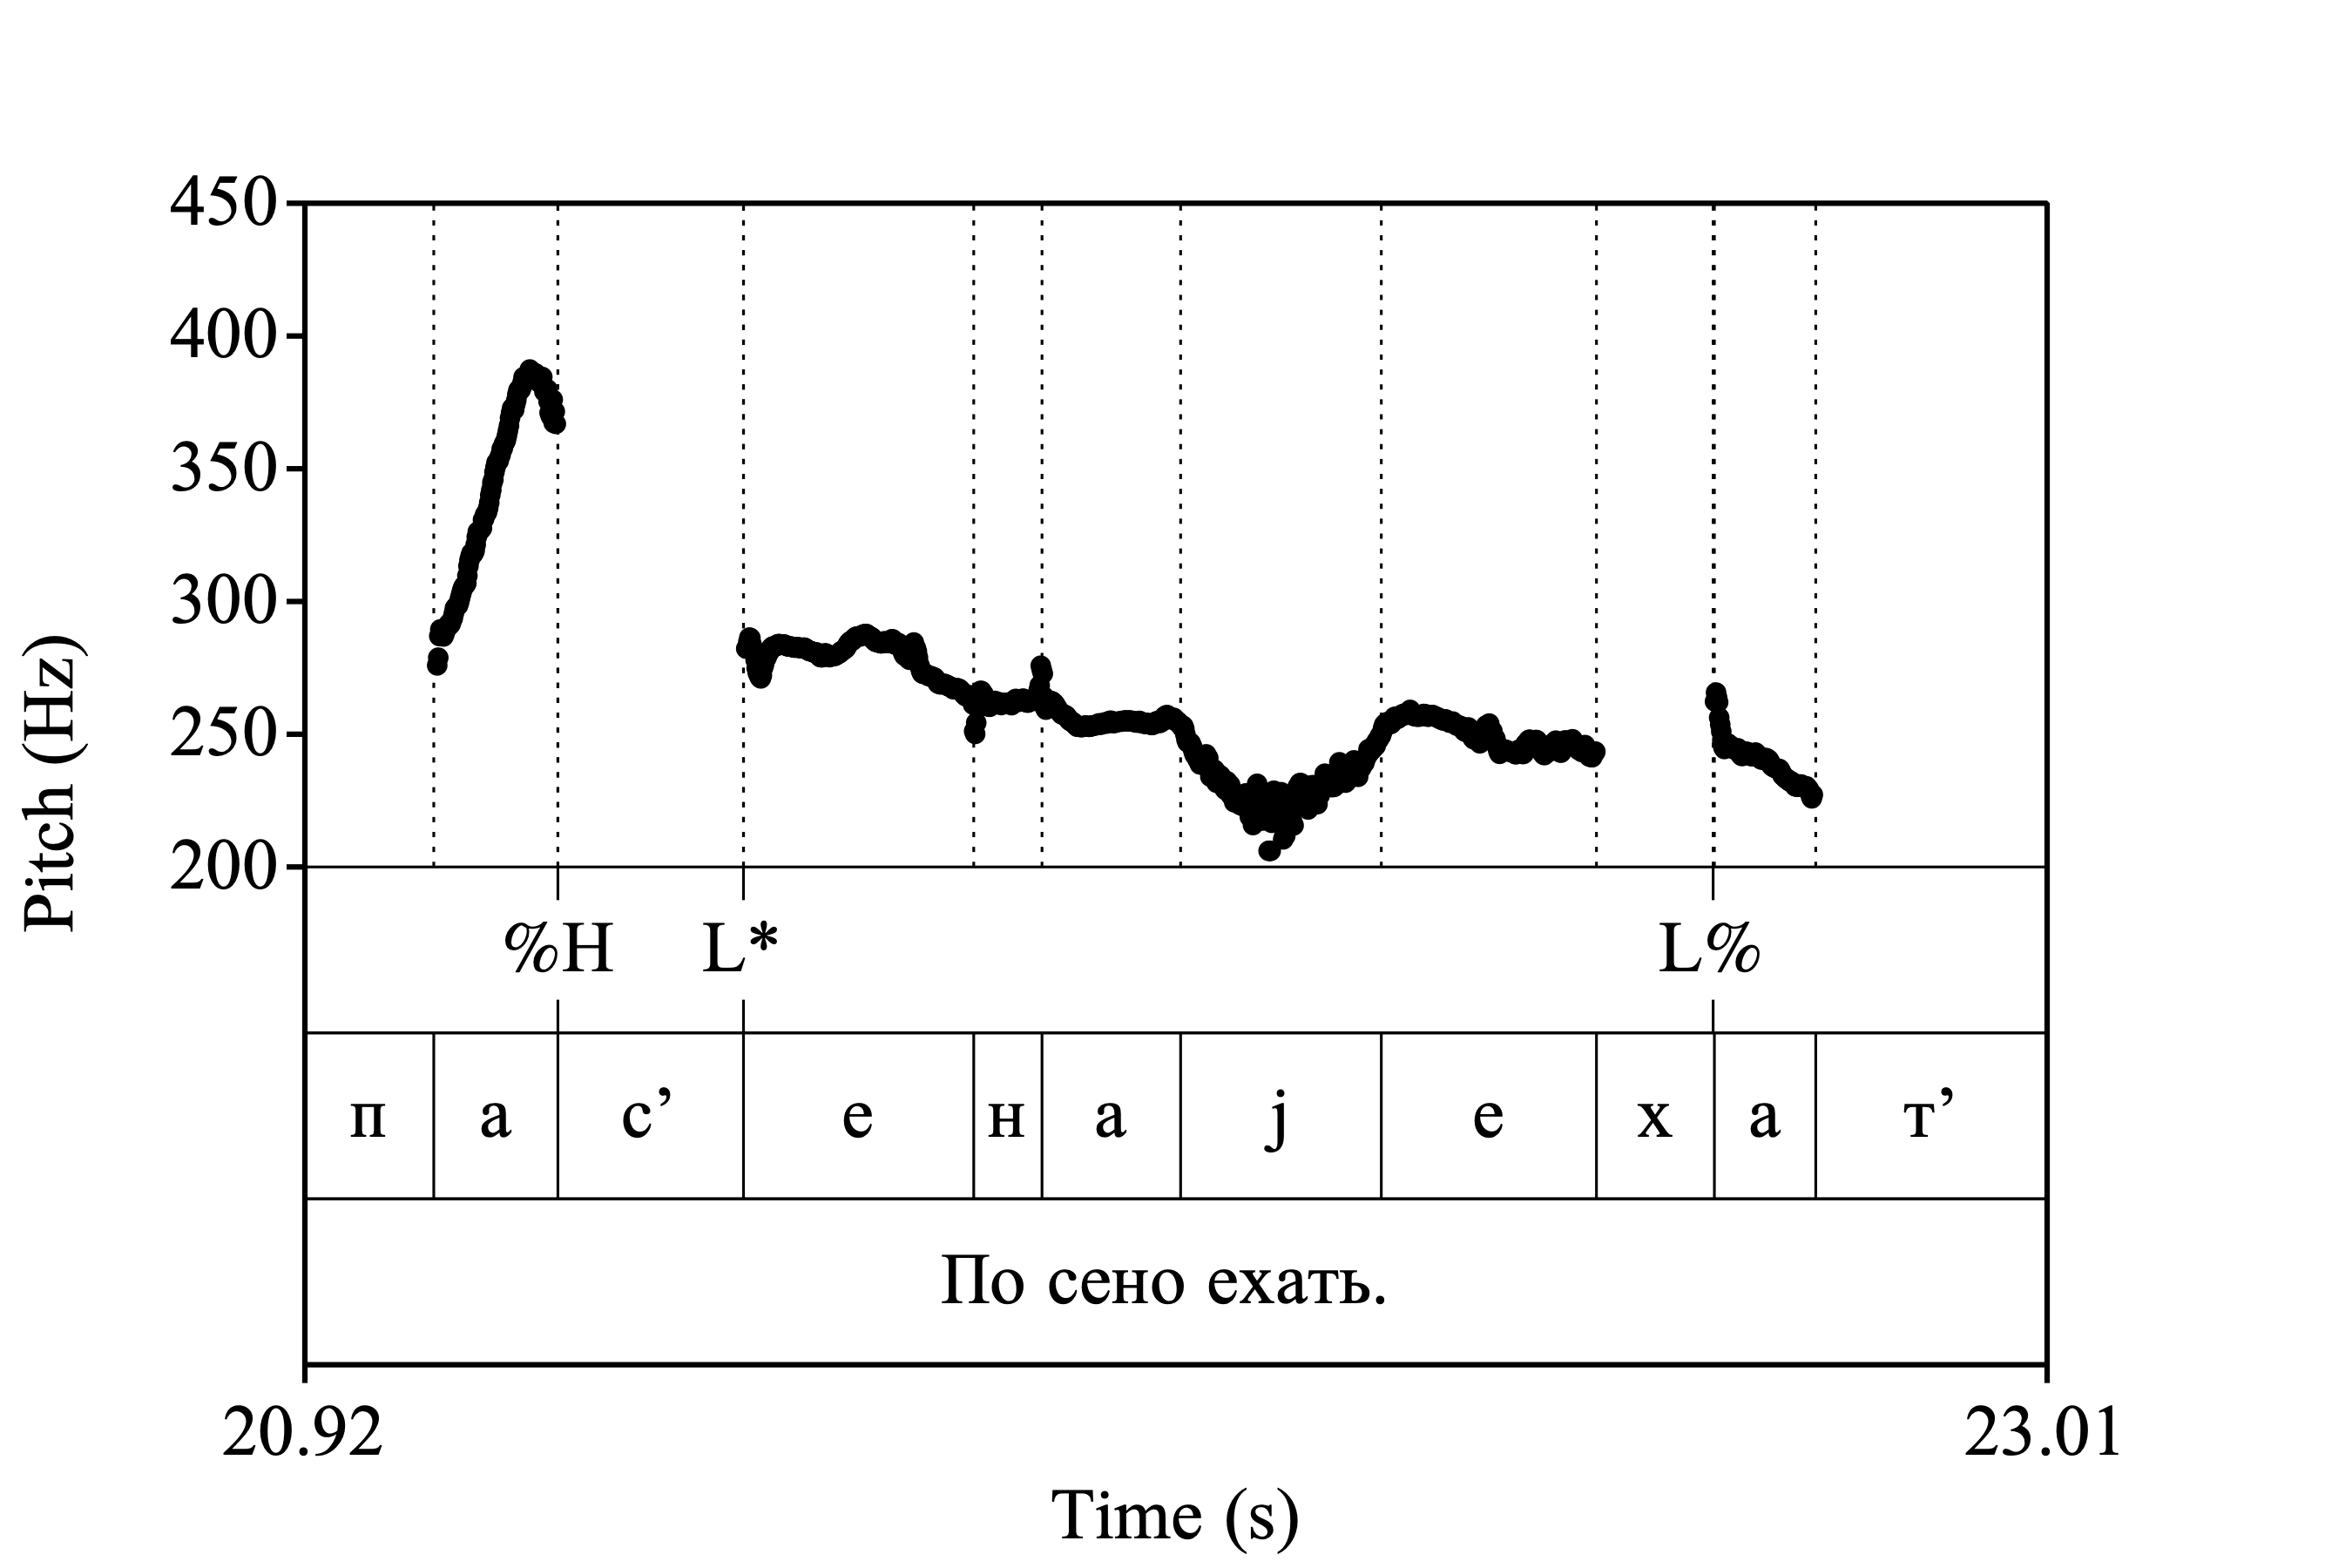 450
400
350
300
250
200
Pitch (Hz)
%H L* L%
п а с’ е н а j е х а т’
По сено ехать.
20.92 23.01
Time (s)